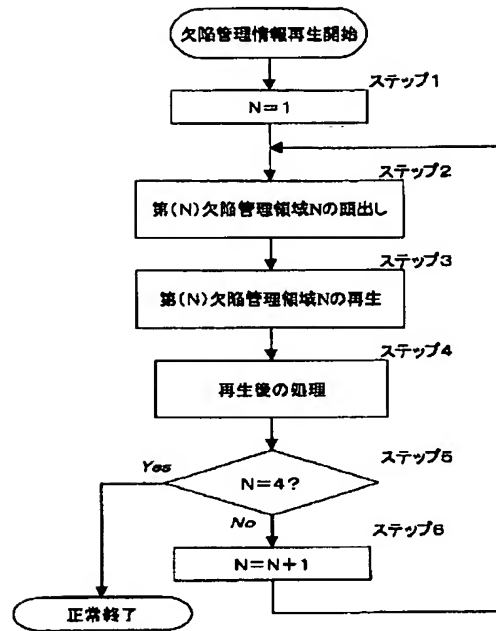 欠陥管理情報再生開始
ステップ1
N=1
ステップ2
第(N)欠陥管理領域Nの頭出し
ステップ3
第(N)欠陥管理領域Nの再生
ステップ4
再生後の処理
ステップ5
Yes
N=4?
No
ステップ6
N=N+1
正常終了